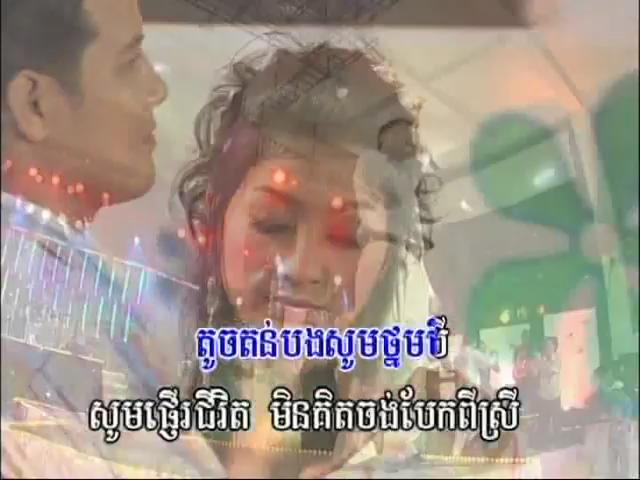 តូចតន់បងសូមថ្នមថ
សូមផ្ញើរជីវិត មិនគិតចង់បែកពីស្រី